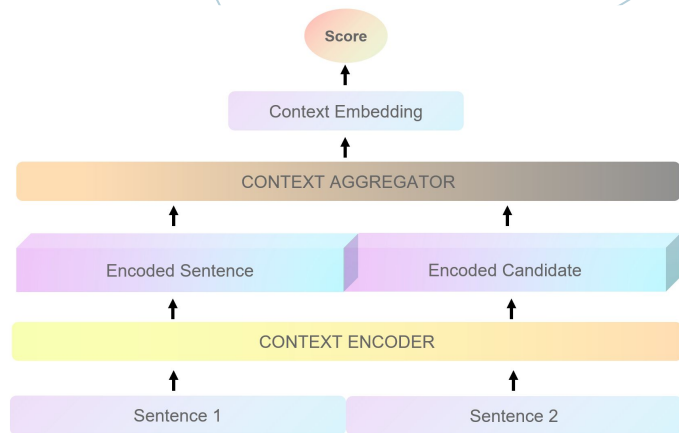 Score
Context Embedding
CONTEXT AGGREGATOR
Encoded Sentence
Encoded Candidate
CONTEXT ENCODER
Sentence 1
Sentence 2